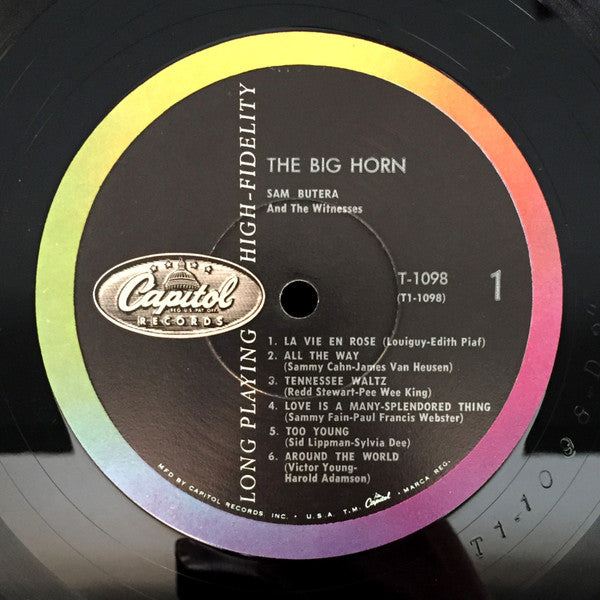 LONG PLAYING HIGH-FIDELITY
THE BIG HORN
SAM BUTERA
And The Witnesses
Capitol
REG. U.S. PAT. OFF.
RECORDS
T-1098
(T1-1098)
1
1. LA VIE EN ROSE (Louiguy-Edith Piaf)
2. ALL THE WAY
(Sammy Cahn-James Van Heusen)
3. TENNESSEE WALTZ
(Redd Stewart-Pee Wee King)
4. LOVE IS A MANY-SPLENDORED THING
(Sammy Fain-Paul Francis Webster)
5. TOO YOUNG
(Sid Lippman-Sylvia Dee)
6. AROUND THE WORLD
(Victor Young-
Harold Adamson)
MFD BY CAPITOL RECORDS, INC. • U.S.A. T.M. Capitol MARCA REG.